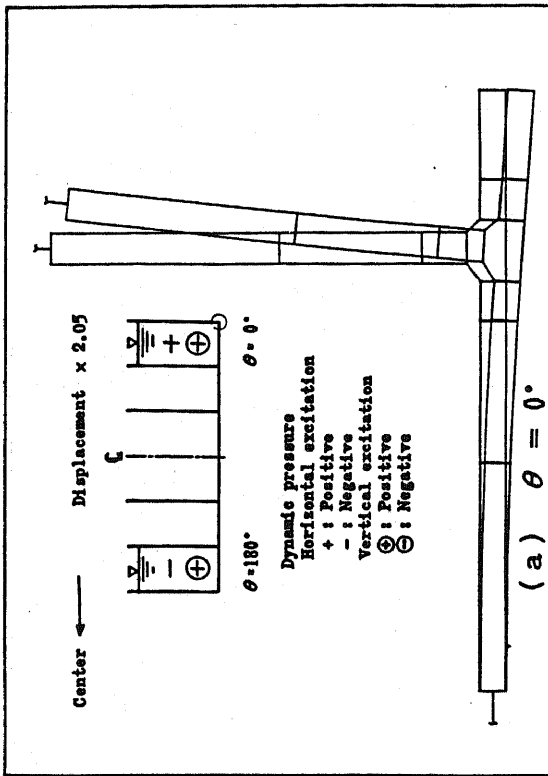 Center
Displacement × 2.05
℄
+
⊕
−
⊕
θ=180°
θ= 0°
Dynamic pressure
Horizontal excitation
+ : Positive
- : Negative
Vertical excitation
⊕ : Positive
⊖ : Negative
(a) θ = 0°